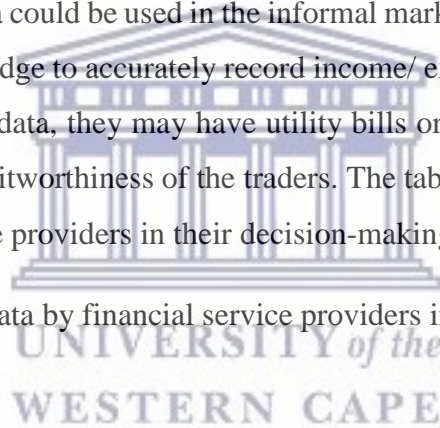 could be used in the informal mark
dge to accurately record income/ e
data, they may have utility bills or
itworthiness of the traders. The tab
e providers in their decision-making
ata by financial service providers i
UNIVERSITY of the
WESTERN CAPE